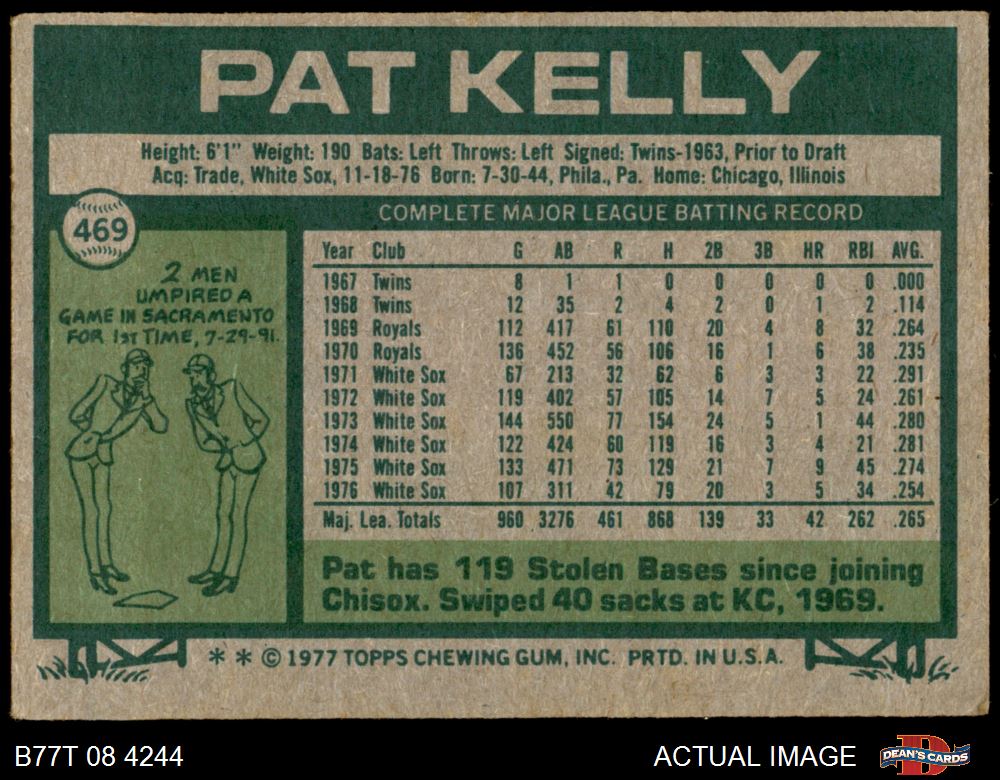 PAT KELLY
Height: 6'1" Weight: 190 Bats: Left Throws: Left Signed: Twins-1963, Prior to Draft
Acq: Trade, White Sox, 11-18-76 Born: 7-30-44, Phila., Pa. Home: Chicago, Illinois
469
2 MEN
UMPIRED A
GAME IN SACRAMENTO
FOR 1ST TIME, 7-29-91.
COMPLETE MAJOR LEAGUE BATTING RECORD
Year Club G AB R H 2B 3B HR RBI AVG.
1967 Twins 8 1 1 0 0 0 0 0 .000
1968 Twins 12 35 2 4 2 0 1 2 .114
1969 Royals 112 417 61 110 20 4 8 32 .264
1970 Royals 136 452 56 106 16 1 6 38 .235
1971 White Sox 67 213 32 62 6 3 3 22 .291
1972 White Sox 119 402 57 105 14 7 5 24 .261
1973 White Sox 144 550 77 154 24 5 1 44 .280
1974 White Sox 122 424 60 119 16 3 4 21 .281
1975 White Sox 133 471 73 129 21 7 9 45 .274
1976 White Sox 107 311 42 79 20 3 5 34 .254
Maj. Lea. Totals 960 3276 461 868 139 33 42 262 .265
Pat has 119 Stolen Bases since joining
Chisox. Swiped 40 sacks at KC, 1969.
* * © 1977 TOPPS CHEWING GUM, INC. PRTD. IN U.S.A.
B77T 08 4244
ACTUAL IMAGE
DEAN'S CARDS